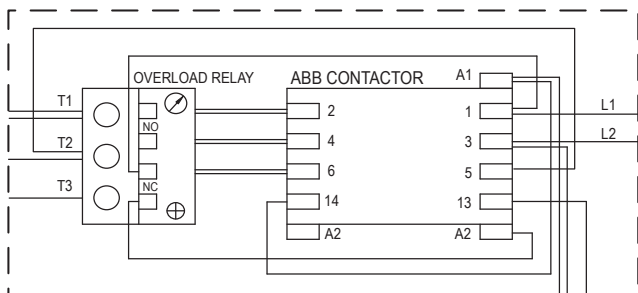 OVERLOAD RELAY
ABB CONTACTOR
A1
T1
2
1
L1
NO
T2
4
3
L2
6
5
T3
NC
14
13
A2
A2